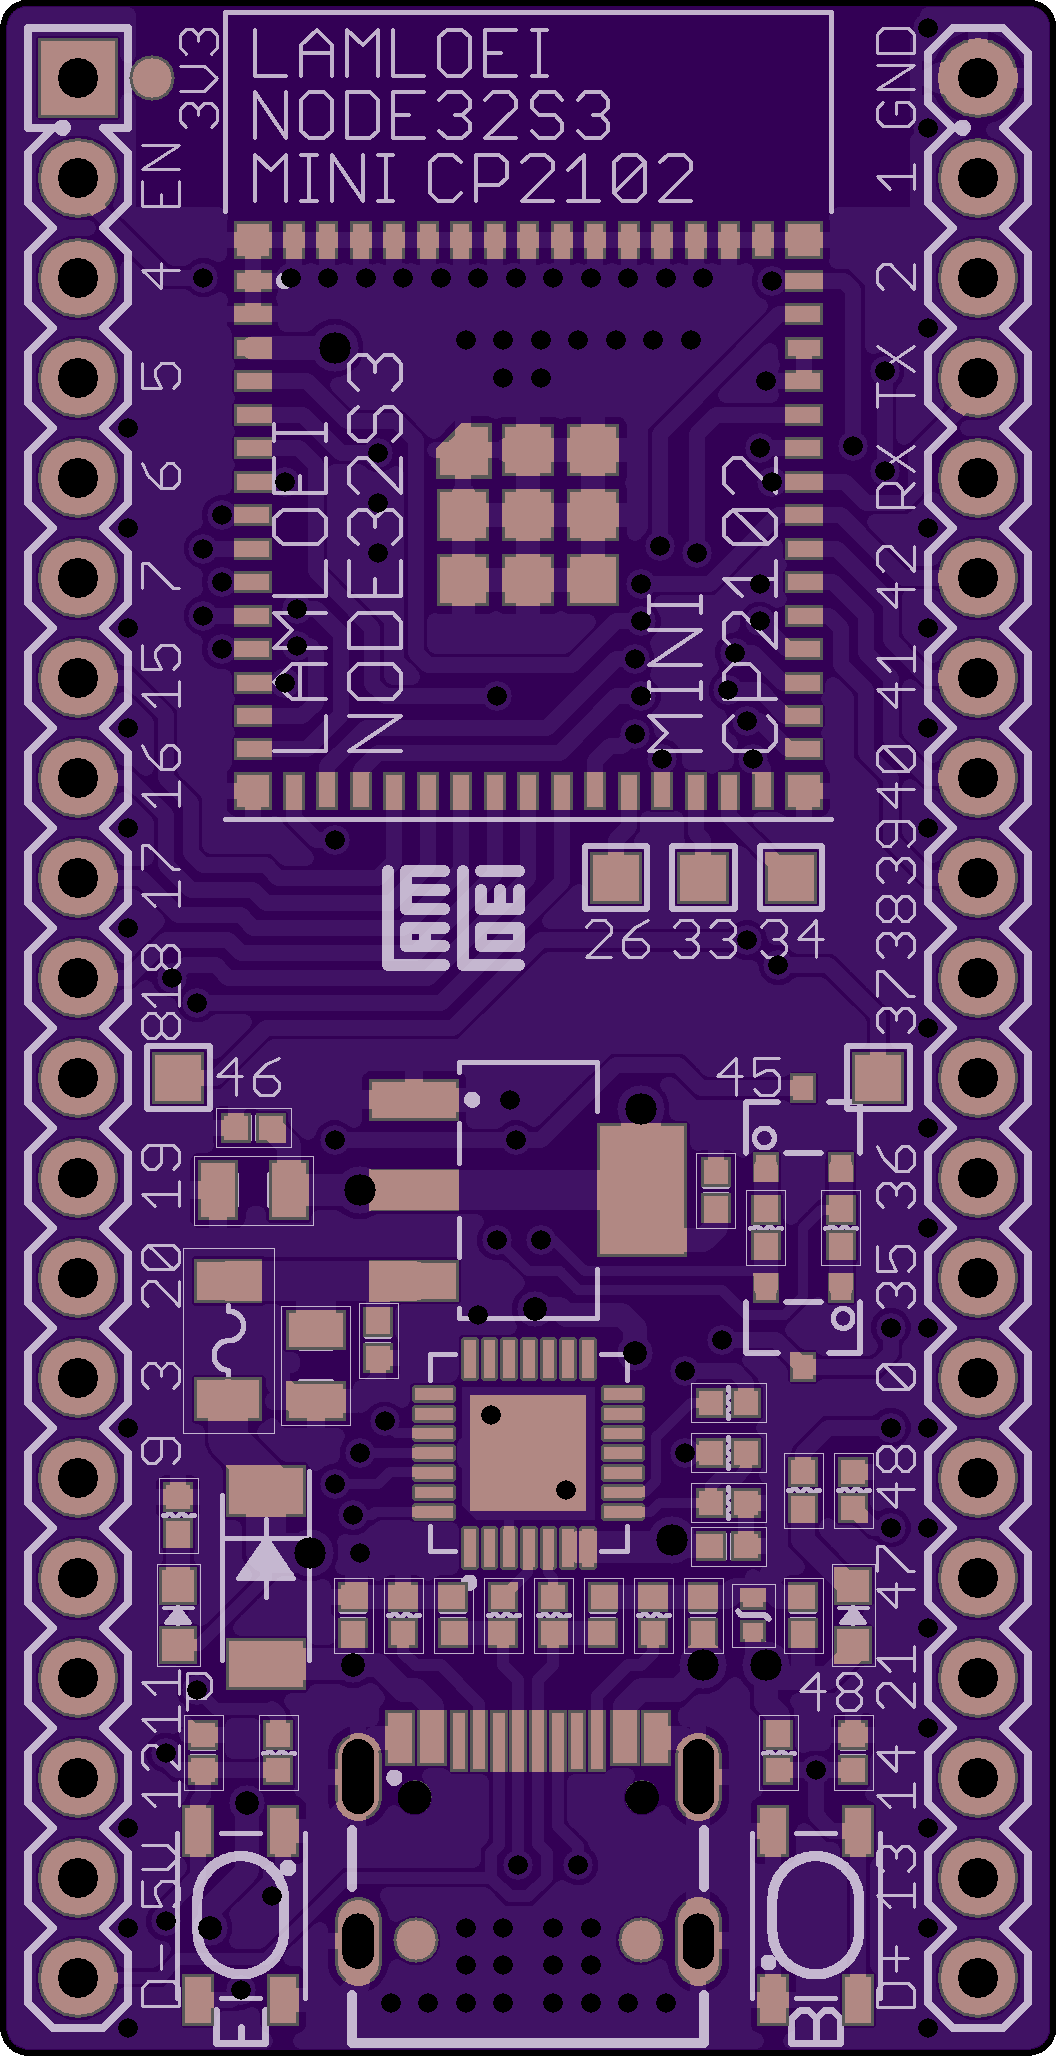 LAMLOEI
NODE32S3
MINI CP2102
3V3
EN
4
5
6
7
15
16
17
18
8
19
20
3
9
11
12
5V
D-
GND
1
2
TX
RX
42
41
40
39
38
37
36
35
0
48
47
21
14
13
D+
LAMLOEI
NODE32S3
MINI
CP2102
LAM
LOEI
26 33 34
46
45
P
48
E
B